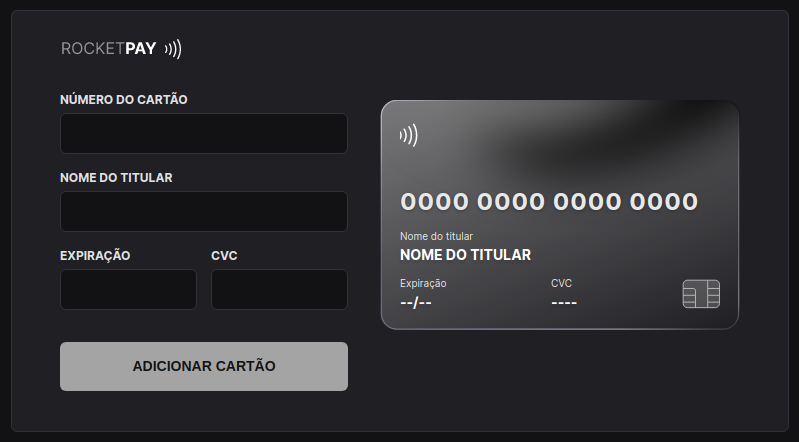 ROCKETPAY
NÚMERO DO CARTÃO
NOME DO TITULAR
EXPIRAÇÃO CVC
ADICIONAR CARTÃO
0000 0000 0000 0000
Nome do titular
NOME DO TITULAR
Expiração CVC
--/-- ----